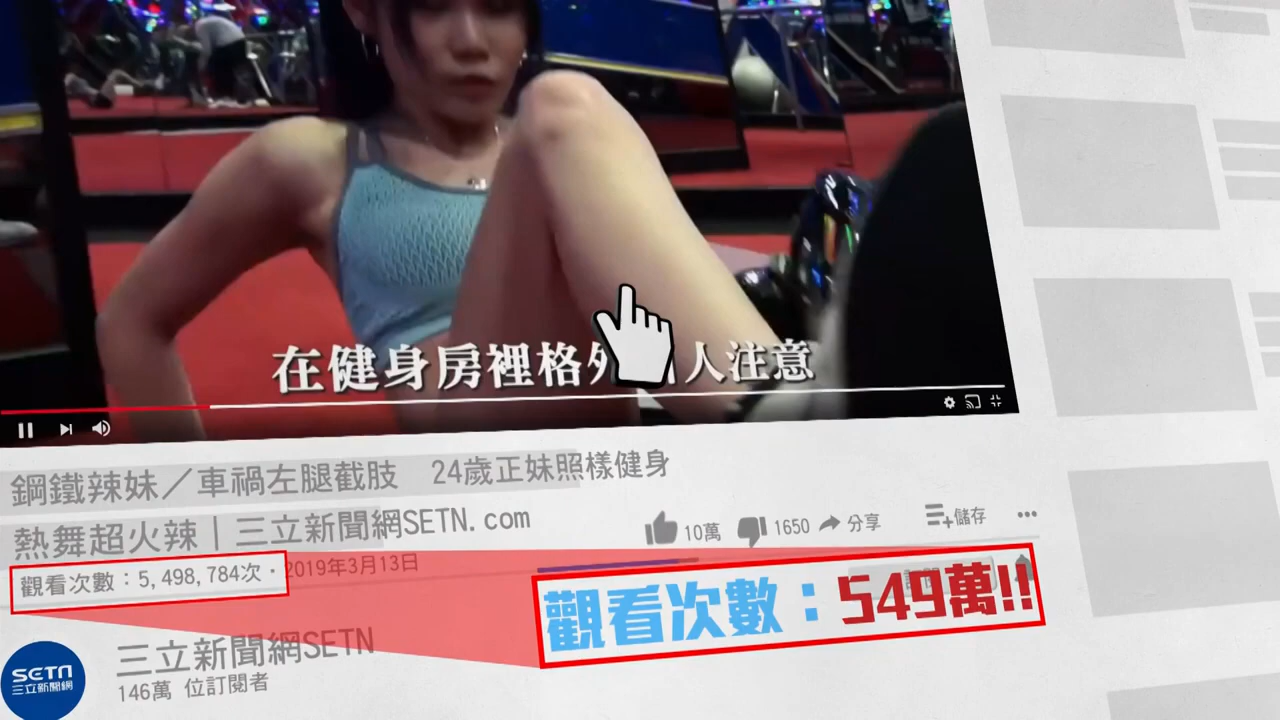 在健身房裡格外 人注意
鋼鐵辣妹／車禍左腿截肢 24歲正妹照樣健身
熱舞超火辣｜三立新聞網SETN.com
10萬 1650 分享 儲存
觀看次數：5,498,784次・2019年3月13日
觀看次數：549萬!!
三立新聞網SETN
146萬 位訂閱者
SETN
三立新聞網